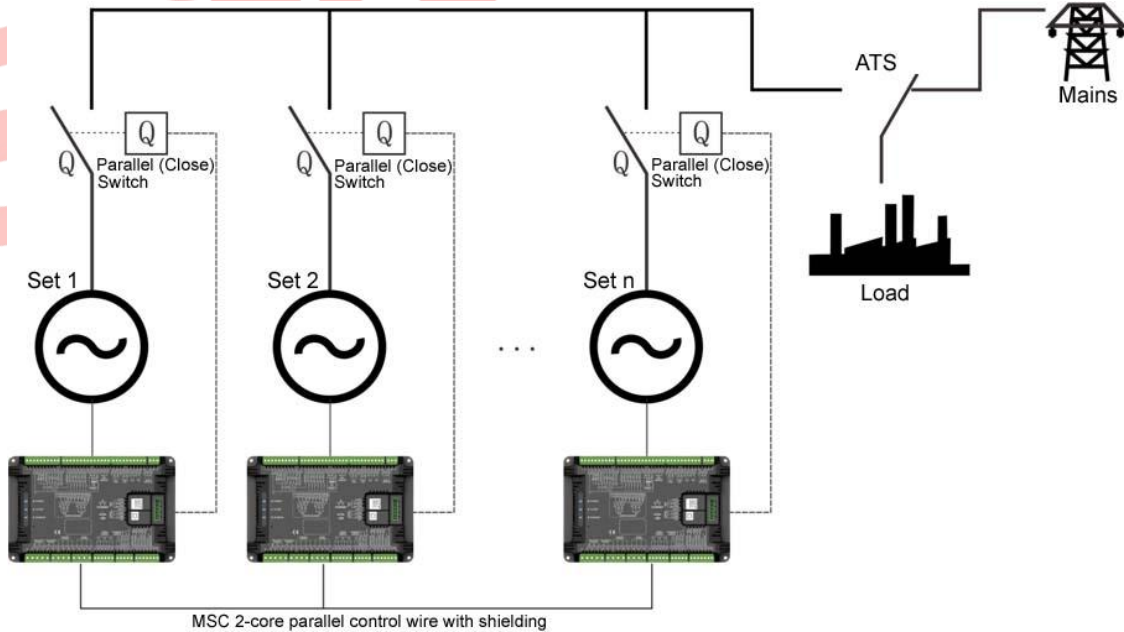 ATS
Mains
Q
Q
Parallel (Close)
Switch
Q
Q
Parallel (Close)
Switch
Q
Q
Parallel (Close)
Switch
Set 1
Set 2
Set n
. . .
Load
MSC 2-core parallel control wire with shielding